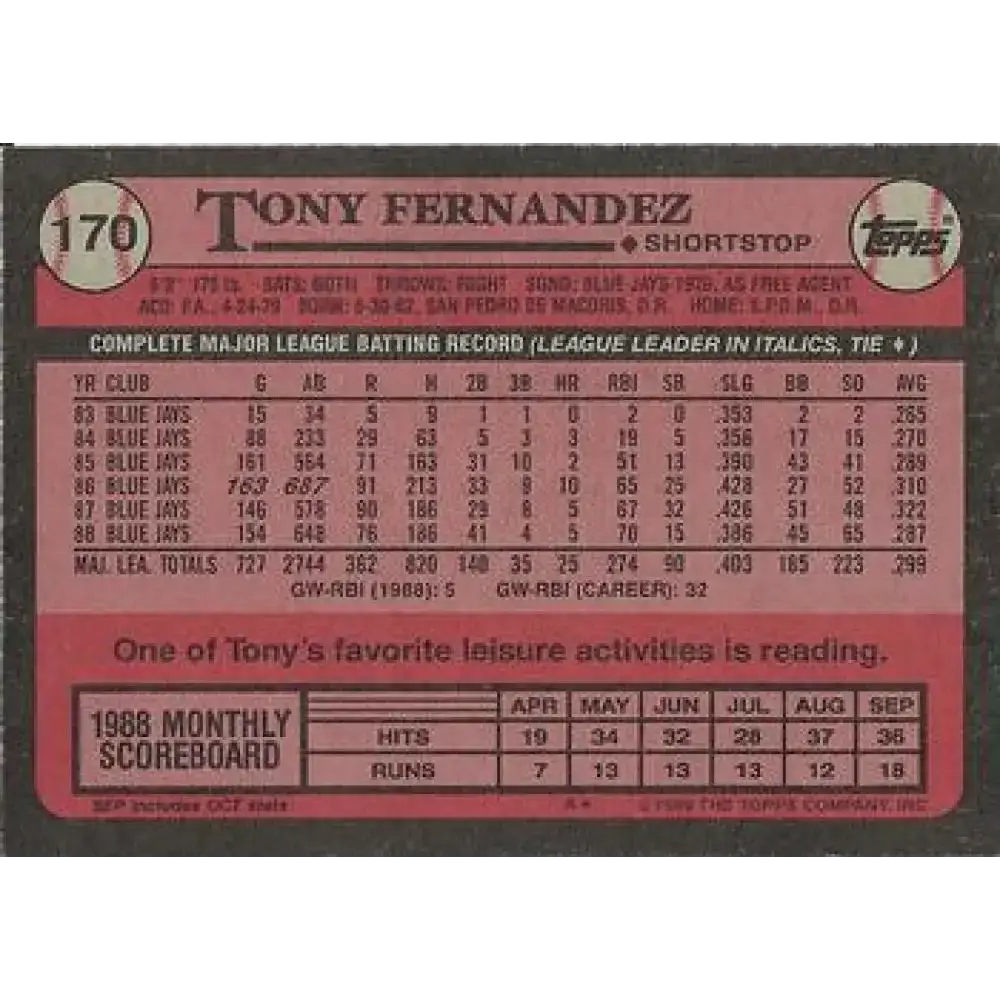 170
TONY FERNANDEZ
SHORTSTOP
topps
6'2" 175 lb. BATS: BOTH THROWS: RIGHT SGND: BLUE JAYS-1979, AS FREE AGENT
ACQ: F.A., 4-24-79 BORN: 6-30-62, SAN PEDRO DE MACORIS, D.R. HOME: S.P.D.M., D.R.
COMPLETE MAJOR LEAGUE BATTING RECORD (LEAGUE LEADER IN ITALICS, TIE ♦)
YR CLUB G AB R H 2B 3B HR RBI SB SLG BB SO AVG
83 BLUE JAYS 15 34 5 9 1 1 0 2 0 .353 2 2 .265
84 BLUE JAYS 88 233 29 63 5 3 3 19 5 .356 17 15 .270
85 BLUE JAYS 161 564 71 163 31 10 2 51 13 .390 43 41 .289
86 BLUE JAYS 163 687 91 213 33 9 10 65 25 .428 27 52 .310
87 BLUE JAYS 146 578 90 186 29 8 5 67 32 .426 51 48 .322
88 BLUE JAYS 154 648 76 186 41 4 5 70 15 .386 45 65 .287
MAJ. LEA. TOTALS 727 2744 362 820 140 35 25 274 90 .403 185 223 .299
GW-RBI (1988): 5 GW-RBI (CAREER): 32
One of Tony's favorite leisure activities is reading.
1988 MONTHLY SCOREBOARD
APR MAY JUN JUL AUG SEP
HITS 19 34 32 28 37 36
RUNS 7 13 13 13 12 18
SEP includes OCT stats A* ©1989 THE TOPPS COMPANY, INC.